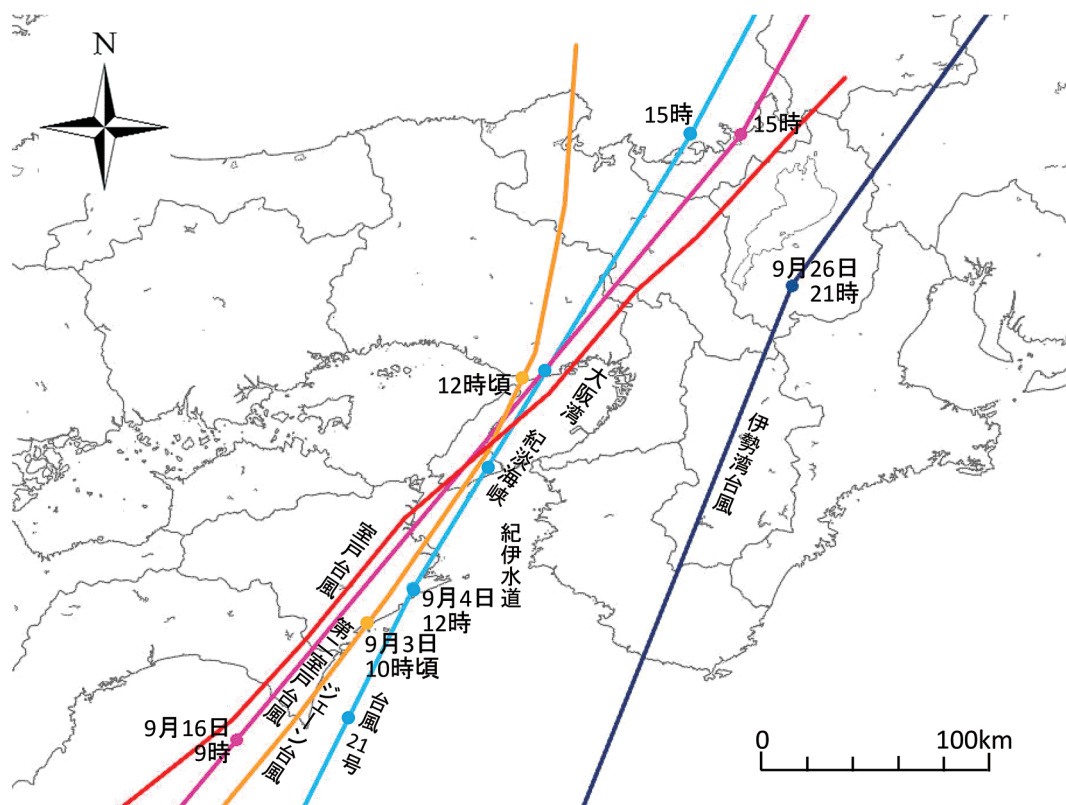 N
15時
15時
9月26日
21時
12時頃
大阪湾
紀淡海峡
伊勢湾台風
紀伊水道
室戸台風
9月4日
12時
9月3日
10時頃
第二室戸台風
ジェーン台風
台風21号
9月16日
9時
0 100km